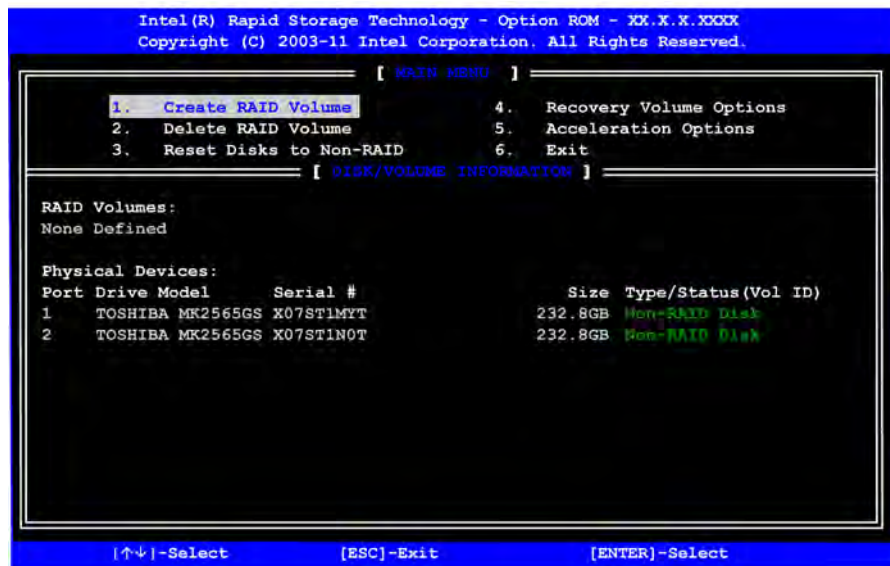 Intel(R) Rapid Storage Technology - Option ROM - XX.X.X.XXXX
Copyright (C) 2003-11 Intel Corporation. All Rights Reserved.
[ MAIN MENU ]
1. Create RAID Volume 4. Recovery Volume Options
2. Delete RAID Volume 5. Acceleration Options
3. Reset Disks to Non-RAID 6. Exit
[ DISK/VOLUME INFORMATION ]
RAID Volumes:
None Defined
Physical Devices:
Port Drive Model Serial # Size Type/Status(Vol ID)
1 TOSHIBA MK2565GS X07ST1MYT 232.8GB Non-RAID Disk
2 TOSHIBA MK2565GS X07ST1N0T 232.8GB Non-RAID Disk
[↑↓]-Select [ESC]-Exit [ENTER]-Select